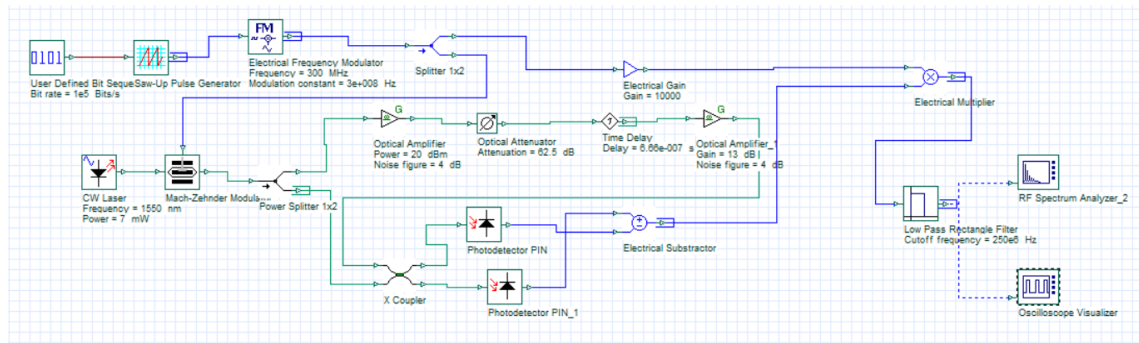 FM
0101
User Defined Bit SequeSaw-Up Pulse Generator
Bit rate = 1e5 Bits/s
Electrical Frequency Modulator
Frequency = 300 MHz
Modulation constant = 3e+008 Hz
Splitter 1x2
Electrical Gain
Gain = 10000
Electrical Multiplier
G
Optical Amplifier
Power = 20 dBm
Noise figure = 4 dB
Optical Attenuator
Attenuation = 62.5 dB
Time Delay
Delay = 6.66e-007 s
G
Optical Amplifier_
Gain = 13 dB
Noise figure = 4 dB
CW Laser
Frequency = 1550 nm
Power = 7 mW
Mach-Zehnder Modula
Power Splitter 1x2
RF Spectrum Analyzer_2
Low Pass Rectangle Filter
Cutoff frequency = 250e6 Hz
Photodetector PIN
Electrical Substractor
X Coupler
Photodetector PIN_1
Oscilloscope Visualizer